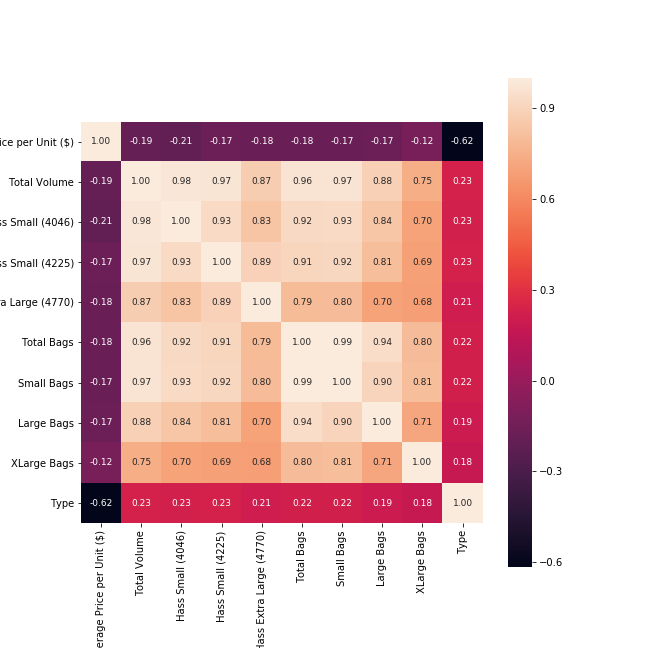 ice per Unit ($) 1.00 -0.19 -0.21 -0.17 -0.18 -0.18 -0.17 -0.17 -0.12 -0.62
Total Volume -0.19 1.00 0.98 0.97 0.87 0.96 0.97 0.88 0.75 0.23
ss Small (4046) -0.21 0.98 1.00 0.93 0.83 0.92 0.93 0.84 0.70 0.23
ss Small (4225) -0.17 0.97 0.93 1.00 0.89 0.91 0.92 0.81 0.69 0.23
ra Large (4770) -0.18 0.87 0.83 0.89 1.00 0.79 0.80 0.70 0.68 0.21
Total Bags -0.18 0.96 0.92 0.91 0.79 1.00 0.99 0.94 0.80 0.22
Small Bags -0.17 0.97 0.93 0.92 0.80 0.99 1.00 0.90 0.81 0.22
Large Bags -0.17 0.88 0.84 0.81 0.70 0.94 0.90 1.00 0.71 0.19
XLarge Bags -0.12 0.75 0.70 0.69 0.68 0.80 0.81 0.71 1.00 0.18
Type -0.62 0.23 0.23 0.23 0.21 0.22 0.22 0.19 0.18 1.00
erage Price per Unit ($)
Total Volume
Hass Small (4046)
Hass Small (4225)
Hass Extra Large (4770)
Total Bags
Small Bags
Large Bags
XLarge Bags
Type
0.9
0.6
0.3
0.0
−0.3
−0.6